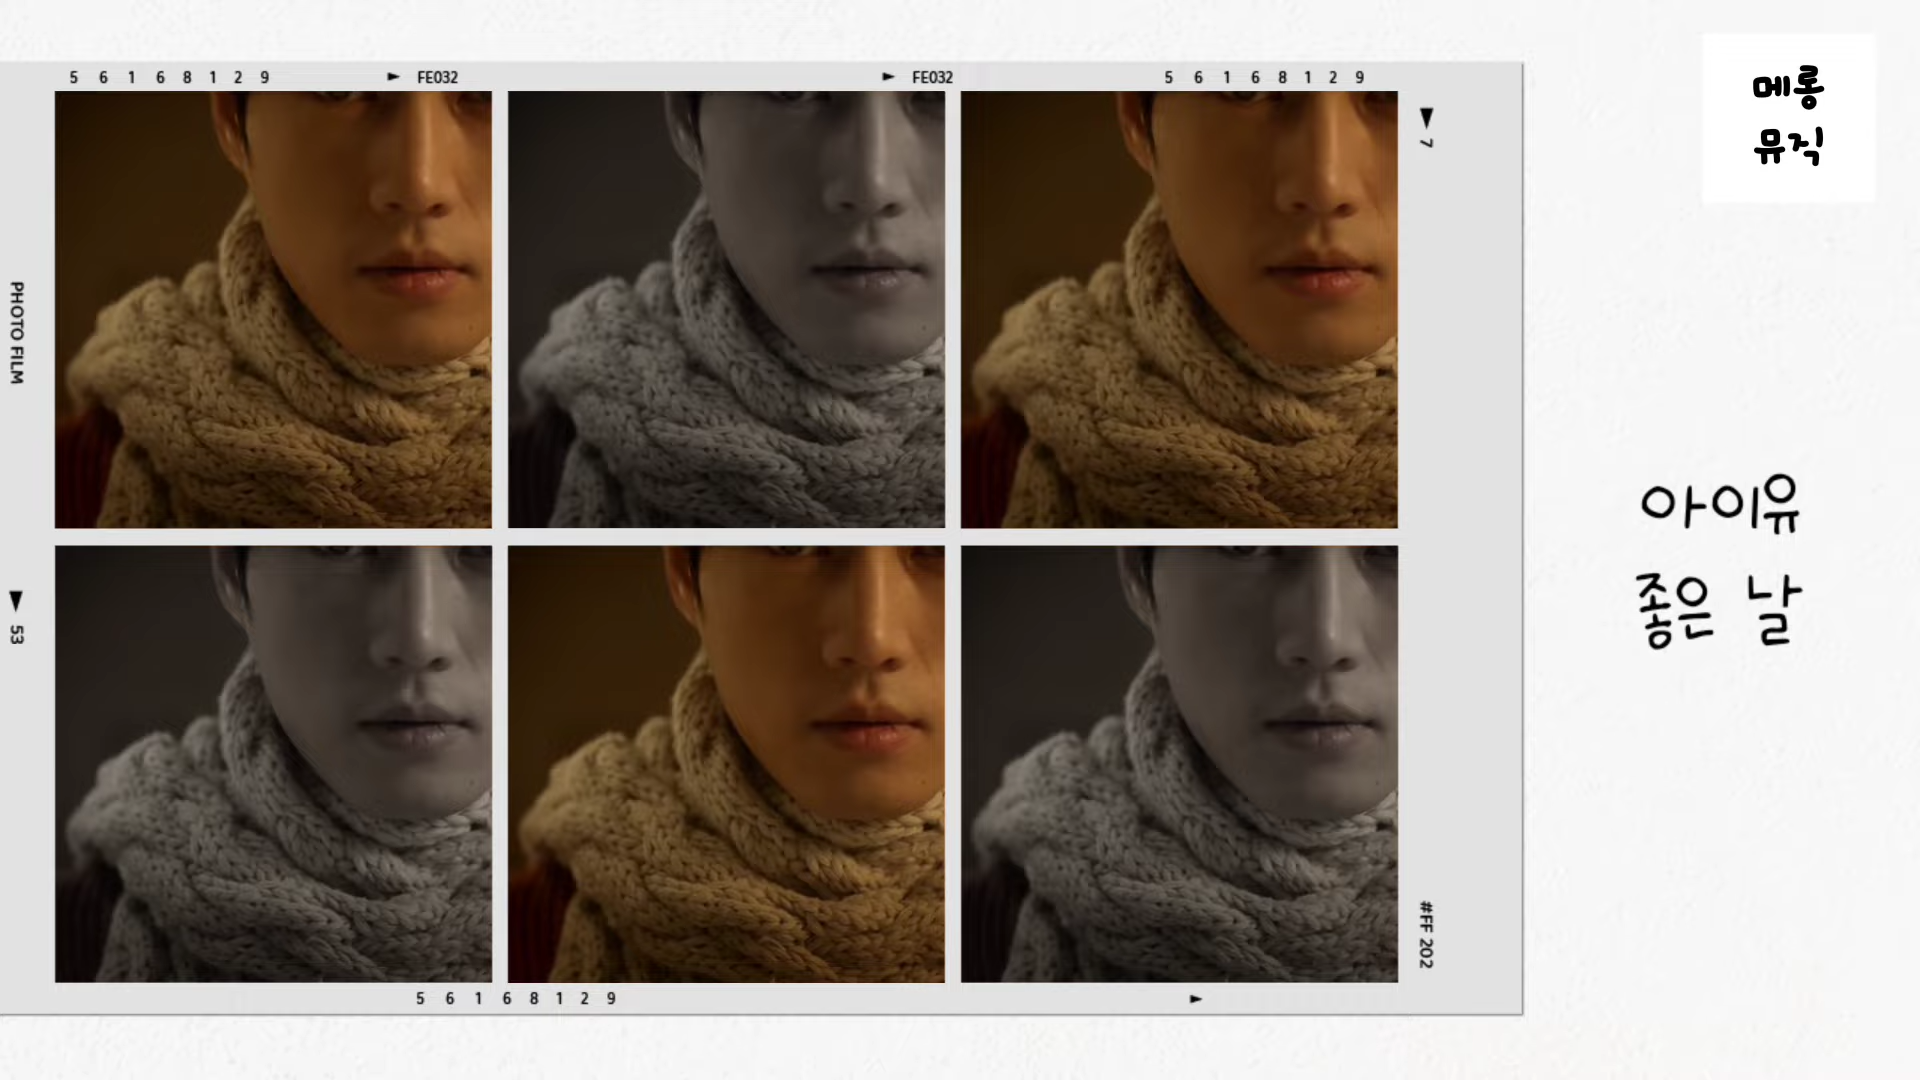 5 6 1 6 8 1 2 9 ► FE032 ► FE032 5 6 1 6 8 1 2 9
메롱
뮤직
▼ 7
PHOTO FILM
아이유
좋은 날
▼ 53
#FF 202
5 6 1 6 8 1 2 9 ►